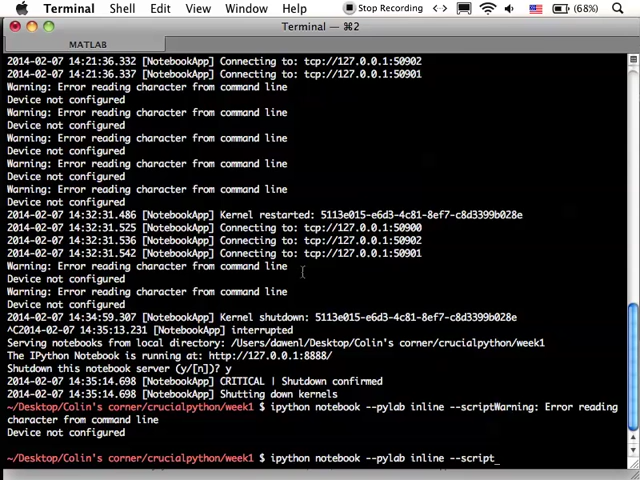 Terminal Shell Edit View Window Help Stop Recording (68%)
Terminal — ⌘2
MATLAB
2014-02-07 14:21:36.332 [NotebookApp] Connecting to: tcp://127.0.0.1:50902
2014-02-07 14:21:36.337 [NotebookApp] Connecting to: tcp://127.0.0.1:50901
Warning: Error reading character from command line
Device not configured
Warning: Error reading character from command line
Device not configured
Warning: Error reading character from command line
Device not configured
Warning: Error reading character from command line
Device not configured
Warning: Error reading character from command line
Device not configured
2014-02-07 14:32:31.486 [NotebookApp] Kernel restarted: 5113e015-e6d3-4c81-8ef7-c8d3399b028e
2014-02-07 14:32:31.525 [NotebookApp] Connecting to: tcp://127.0.0.1:50900
2014-02-07 14:32:31.536 [NotebookApp] Connecting to: tcp://127.0.0.1:50902
2014-02-07 14:32:31.542 [NotebookApp] Connecting to: tcp://127.0.0.1:50901
Warning: Error reading character from command line
Device not configured
Warning: Error reading character from command line
Device not configured
2014-02-07 14:34:59.307 [NotebookApp] Kernel shutdown: 5113e015-e6d3-4c81-8ef7-c8d3399b028e
^C2014-02-07 14:35:13.231 [NotebookApp] interrupted
Serving notebooks from local directory: /Users/dawenl/Desktop/Colin's corner/crucialpython/week1
The IPython Notebook is running at: http://127.0.0.1:8888/
Shutdown this notebook server (y/[n])? y
2014-02-07 14:35:14.698 [NotebookApp] CRITICAL | Shutdown confirmed
2014-02-07 14:35:14.698 [NotebookApp] Shutting down kernels
~/Desktop/Colin's corner/crucialpython/week1 $ ipython notebook --pylab inline --scriptWarning: Error reading
character from command line
Device not configured
~/Desktop/Colin's corner/crucialpython/week1 $ ipython notebook --pylab inline --script_